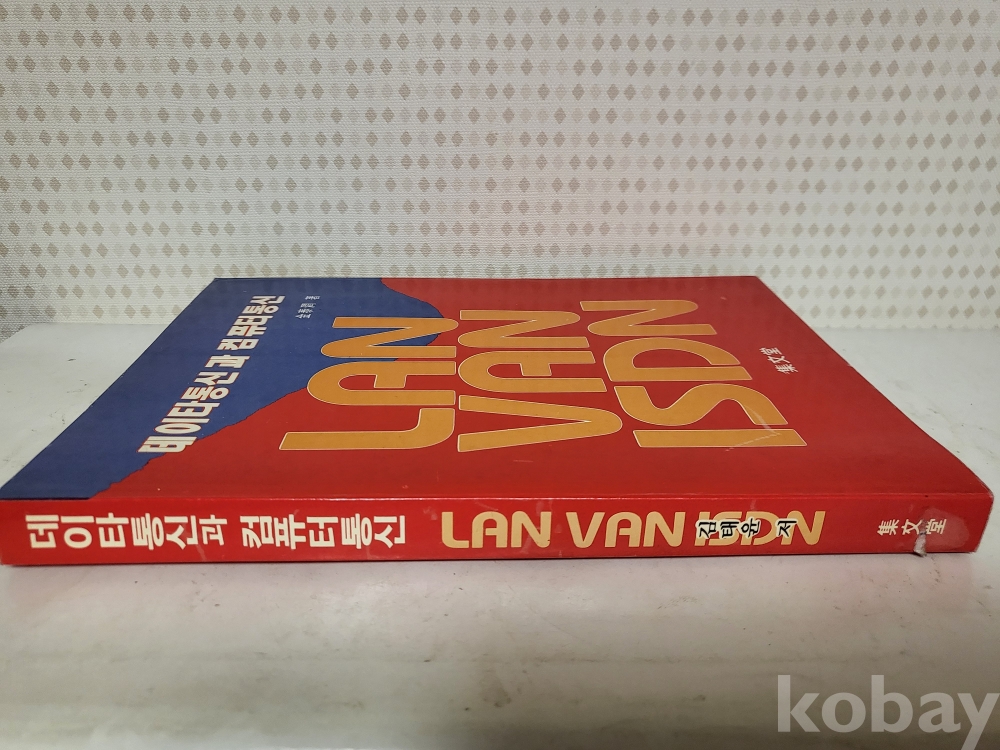 데이타통신과 컴퓨터통신
LAN
VAN
ISDN
集文堂
데이타통신과 컴퓨터통신 LAN VAN ISDN 김태윤 저 集文堂
kobay